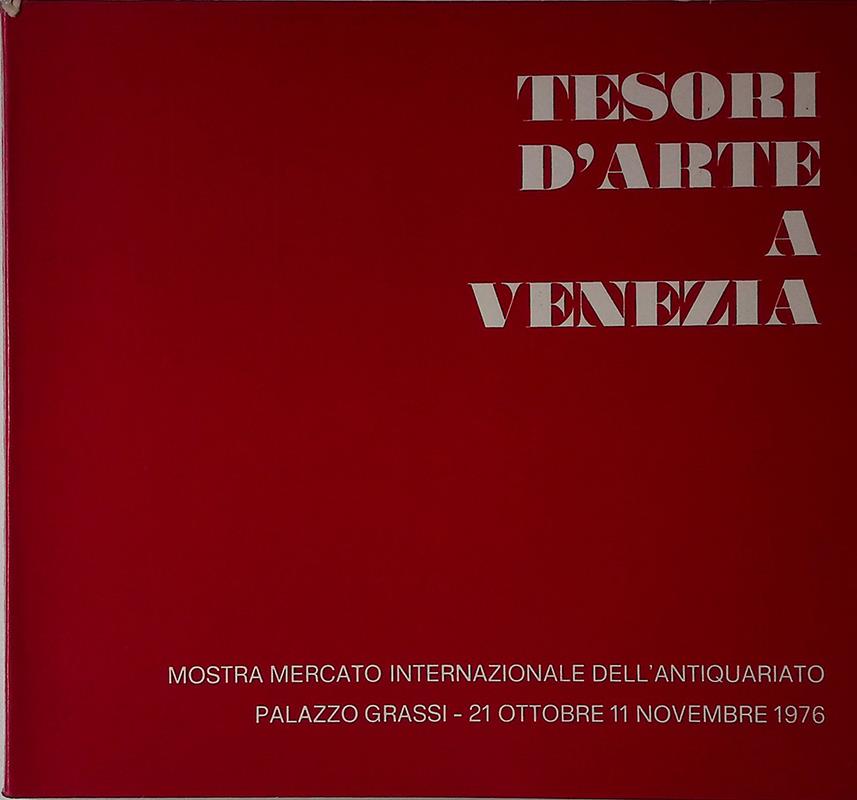 TESORI
D'ARTE
A
VENEZIA
MOSTRA MERCATO INTERNAZIONALE DELL'ANTIQUARIATO
PALAZZO GRASSI - 21 OTTOBRE 11 NOVEMBRE 1976